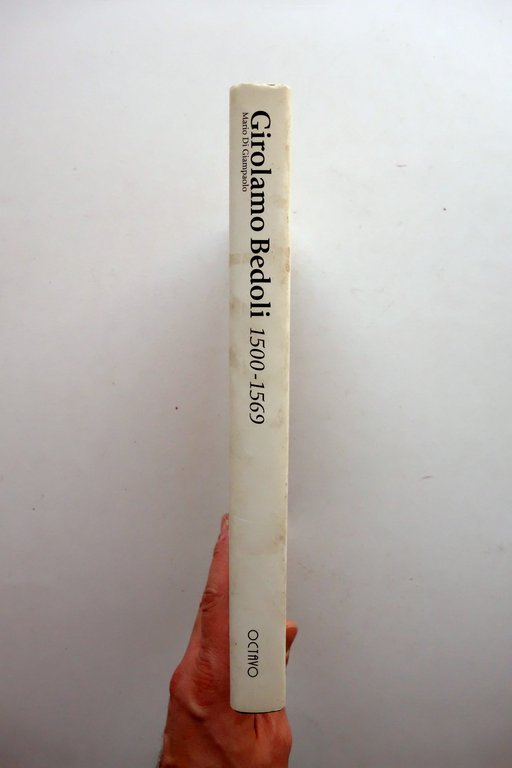 Girolamo Bedoli 1500-1569
Mario Di Giampaolo
OCTAVO